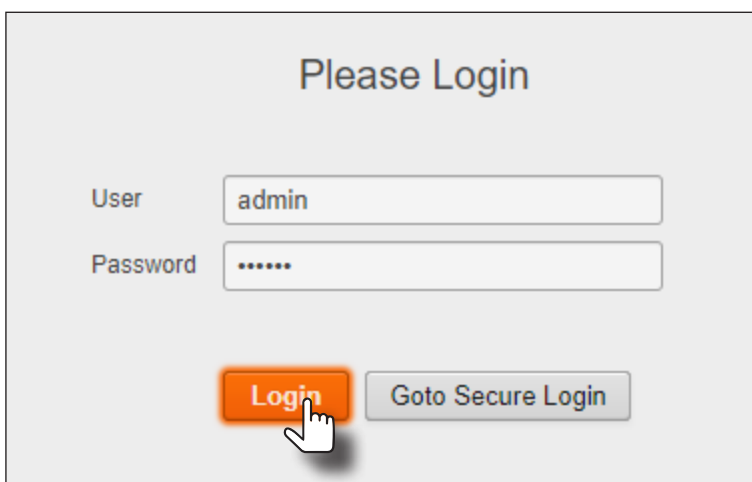 Please Login
User
admin
Password
••••••
Login
Goto Secure Login